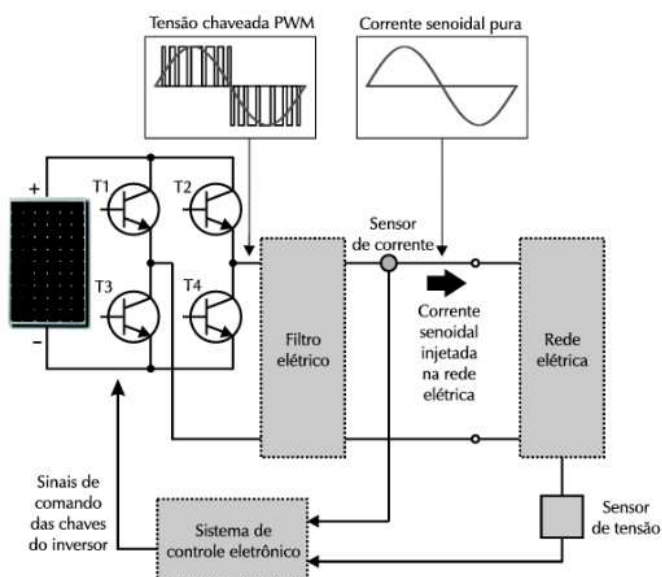 Tensão chaveada PWM
Corrente senoidal pura
+
T1
T2
Sensor
de corrente
T3
T4
–
Filtro
elétrico
Corrente
senoidal
injetada
na rede
elétrica
Rede
elétrica
Sinais de
comando
das chaves
do inversor
Sistema de
controle eletrônico
Sensor
de tensão